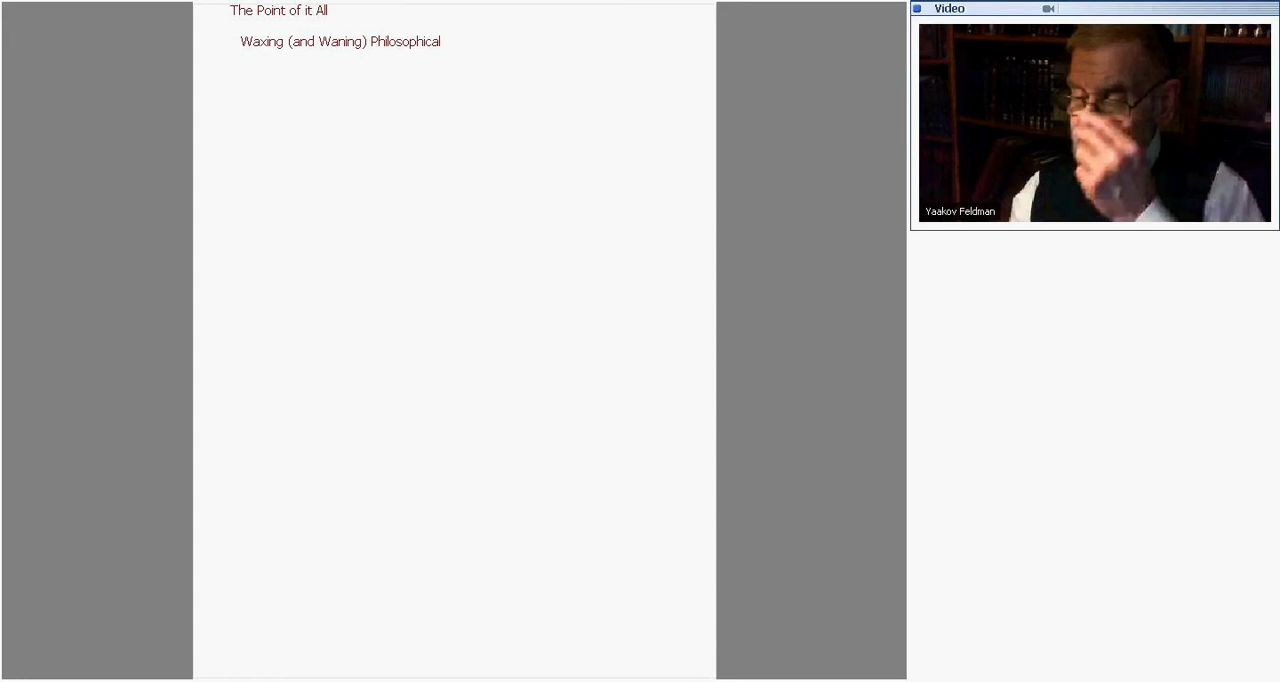 The Point of it All
Waxing (and Waning) Philosophical
Video
Yaakov Feldman